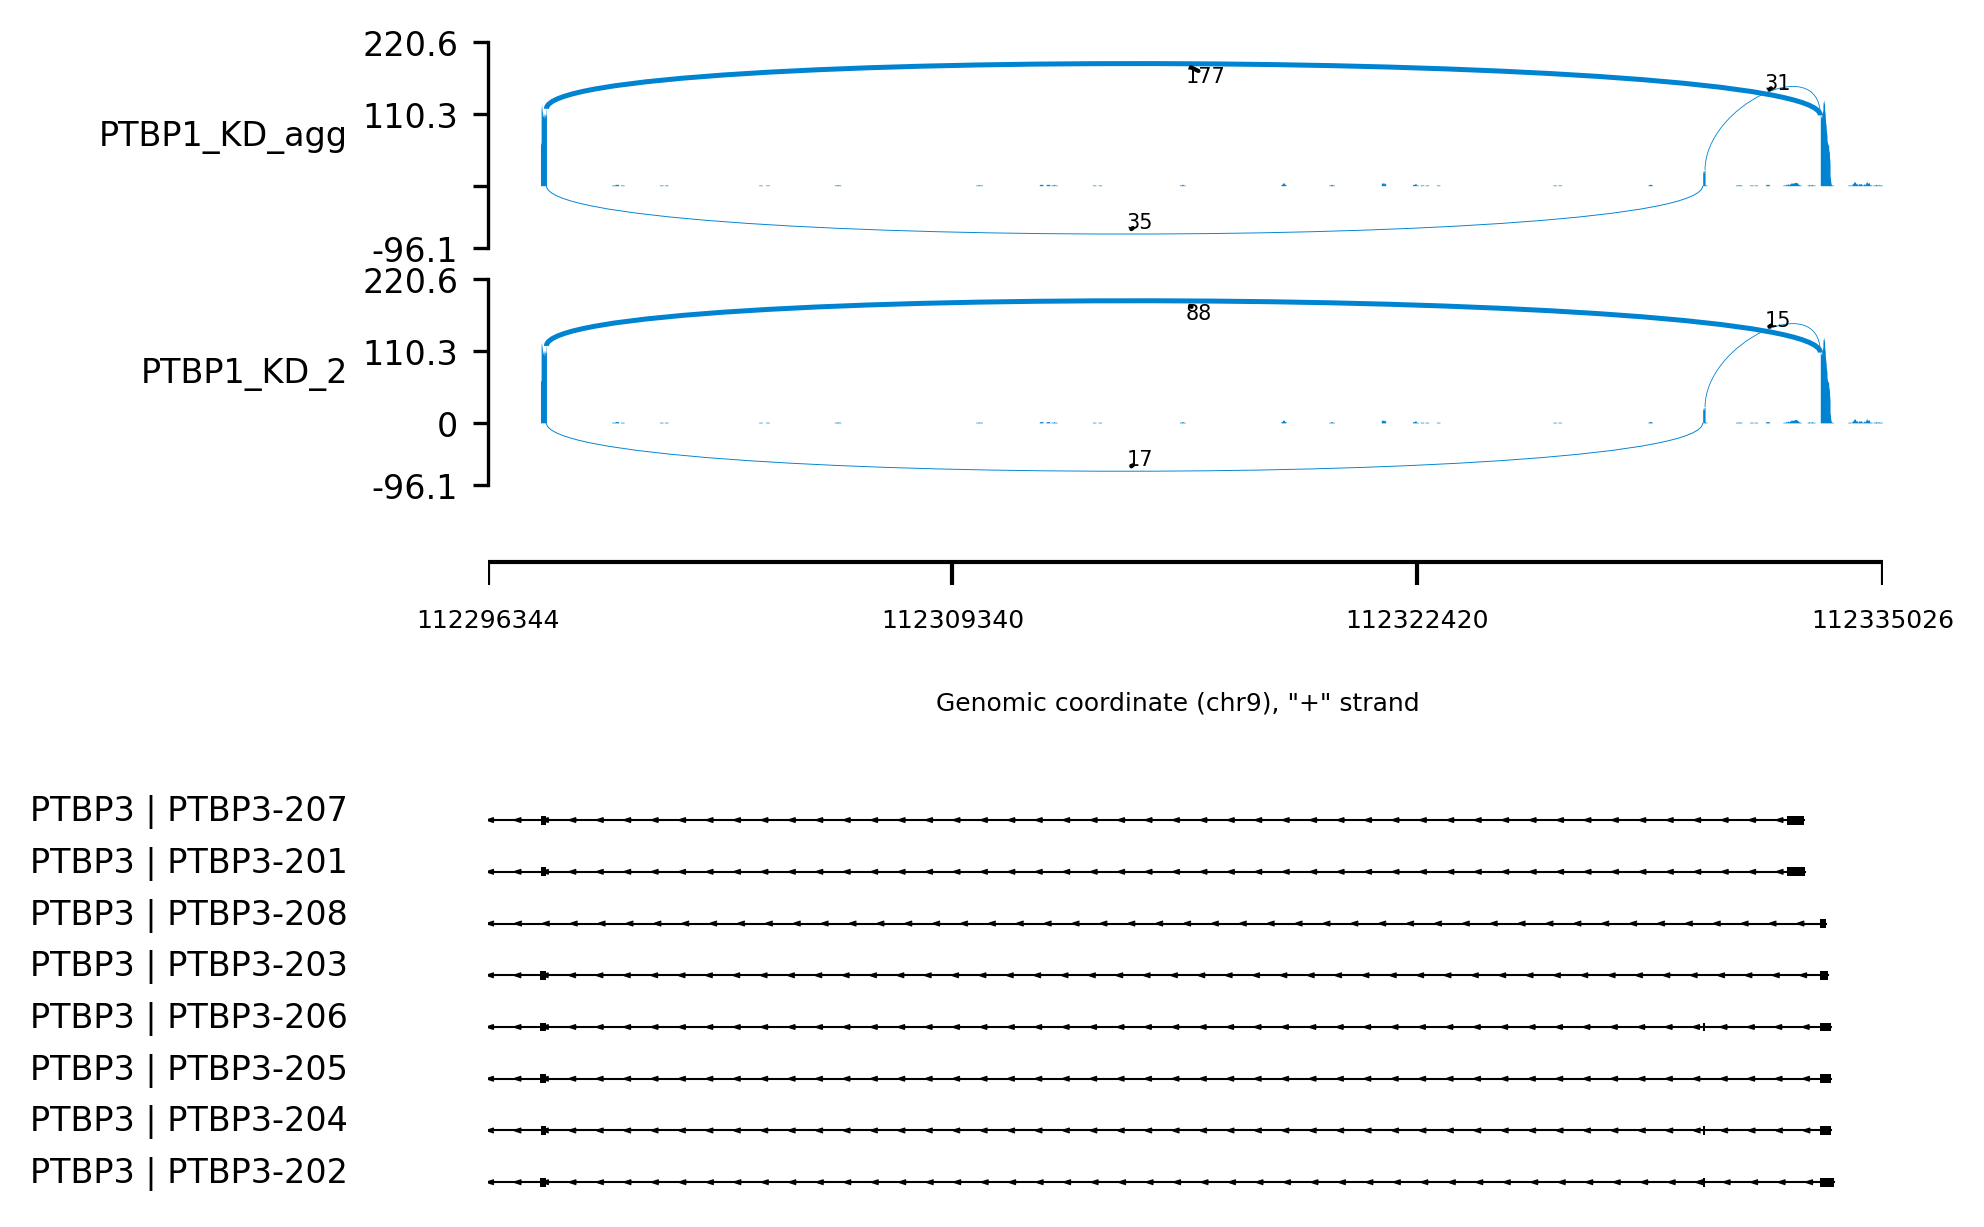 220.6
177
31
PTBP1_KD_agg
110.3
35
-96.1
220.6
88
15
PTBP1_KD_2
110.3
0
17
-96.1
112296344 112309340 112322420 112335026
Genomic coordinate (chr9), "+" strand
PTBP3 | PTBP3-207
PTBP3 | PTBP3-201
PTBP3 | PTBP3-208
PTBP3 | PTBP3-203
PTBP3 | PTBP3-206
PTBP3 | PTBP3-205
PTBP3 | PTBP3-204
PTBP3 | PTBP3-202